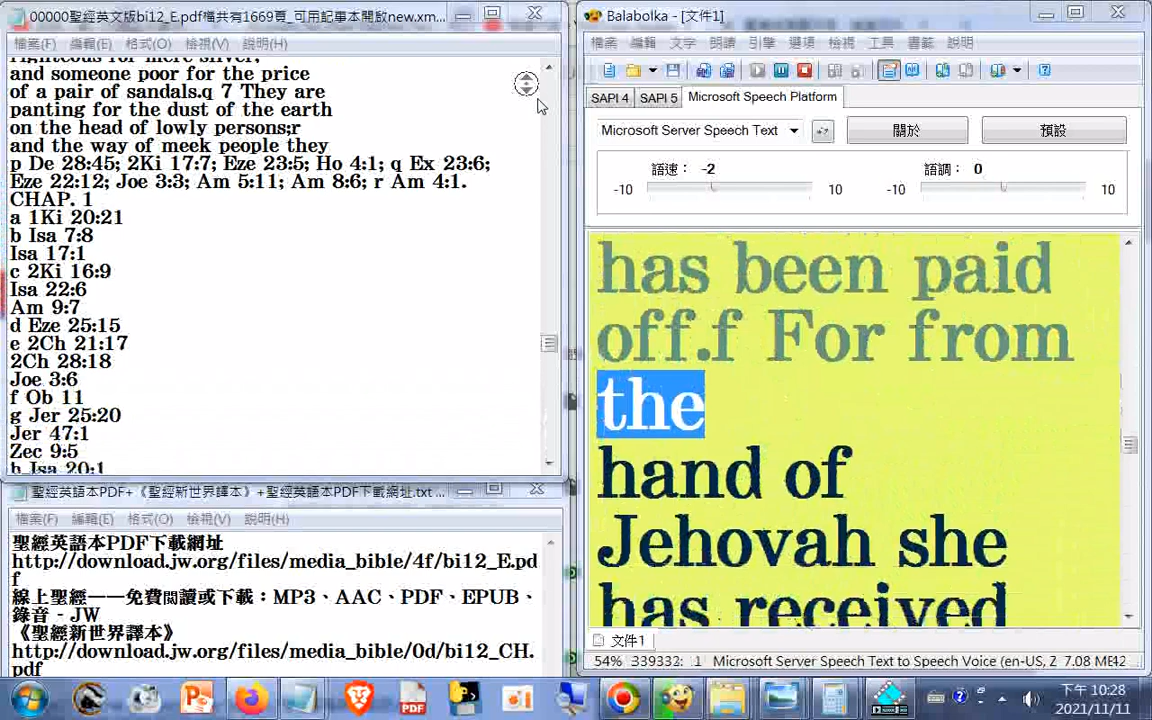 00000聖經英文版bi12_E.pdf檔共有1669頁_可用記事本開啟new.xm...
檔案(F) 編輯(E) 格式(O) 檢視(V) 說明(H)
righteous for mere silver,
and someone poor for the price
of a pair of sandals.q 7 They are
panting for the dust of the earth
on the head of lowly persons;r
and the way of meek people they
p De 28:45; 2Ki 17:7; Eze 23:5; Ho 4:1; q Ex 23:6;
Eze 22:12; Joe 3:3; Am 5:11; Am 8:6; r Am 4:1.
CHAP. 1
a 1Ki 20:21
b Isa 7:8
Isa 17:1
c 2Ki 16:9
Isa 22:6
Am 9:7
d Eze 25:15
e 2Ch 21:17
2Ch 28:18
Joe 3:6
f Ob 11
g Jer 25:20
Jer 47:1
Zec 9:5
h Isa 20:1
聖經英語本PDF+《聖經新世界譯本》+聖經英語本PDF下載網址.txt ...
檔案(F) 編輯(E) 格式(O) 檢視(V) 說明(H)
聖經英語本PDF下載網址
http://download.jw.org/files/media_bible/4f/bi12_E.pd
f
線上聖經——免費閱讀或下載：MP3、AAC、PDF、EPUB、
錄音 - JW
《聖經新世界譯本》
http://download.jw.org/files/media_bible/0d/bi12_CH.
pdf
Balabolka - [文件1]
檔案 編輯 文字 朗讀 引擎 選項 檢視 工具 書籤 說明
SAPI 4 SAPI 5 Microsoft Speech Platform
Microsoft Server Speech Text 關於 預設
語速： -2 語調： 0
-10 10 -10 10
has been paid
off.f For from
the
hand of
Jehovah she
has received
文件1
54% 339332: 1 Microsoft Server Speech Text to Speech Voice (en-US, Z 7.08 ME42
下午 10:28
2021/11/11